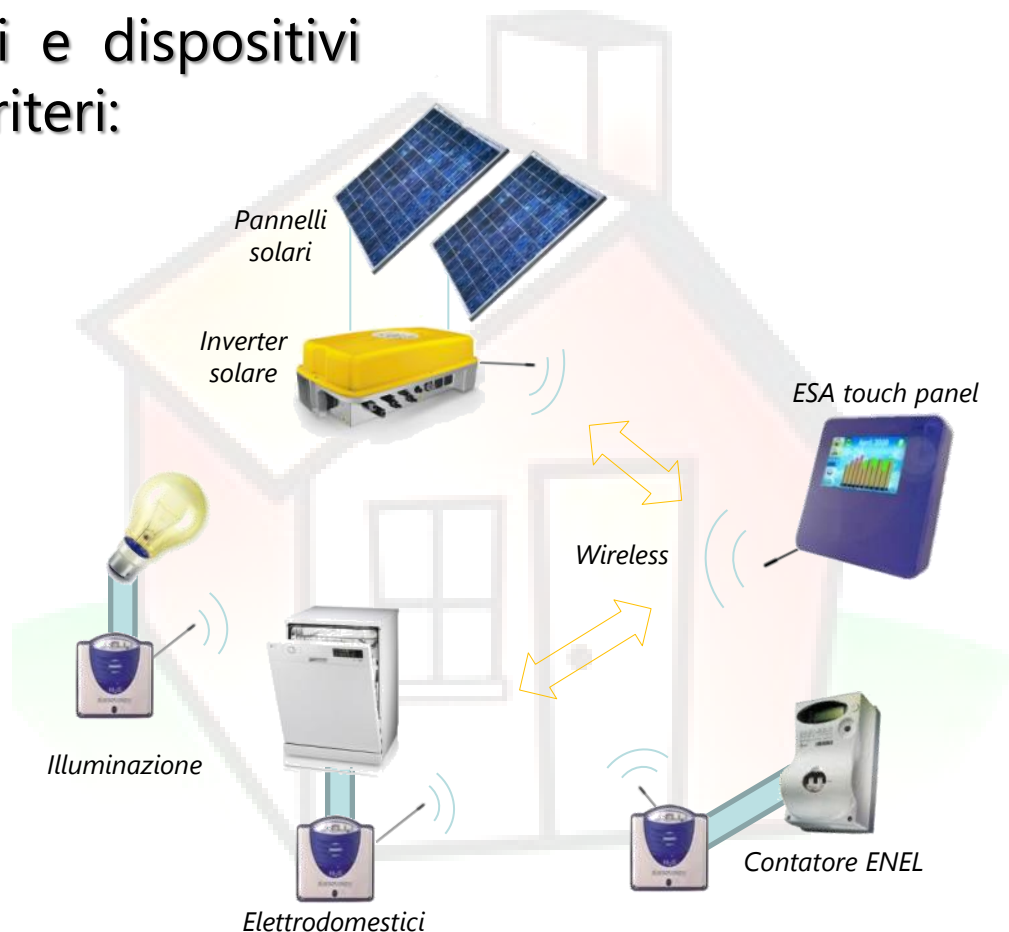 i e dispositivi
riteri:
Pannelli
solari
Inverter
solare
ESA touch panel
Wireless
Illuminazione
Contatore ENEL
Elettrodomestici